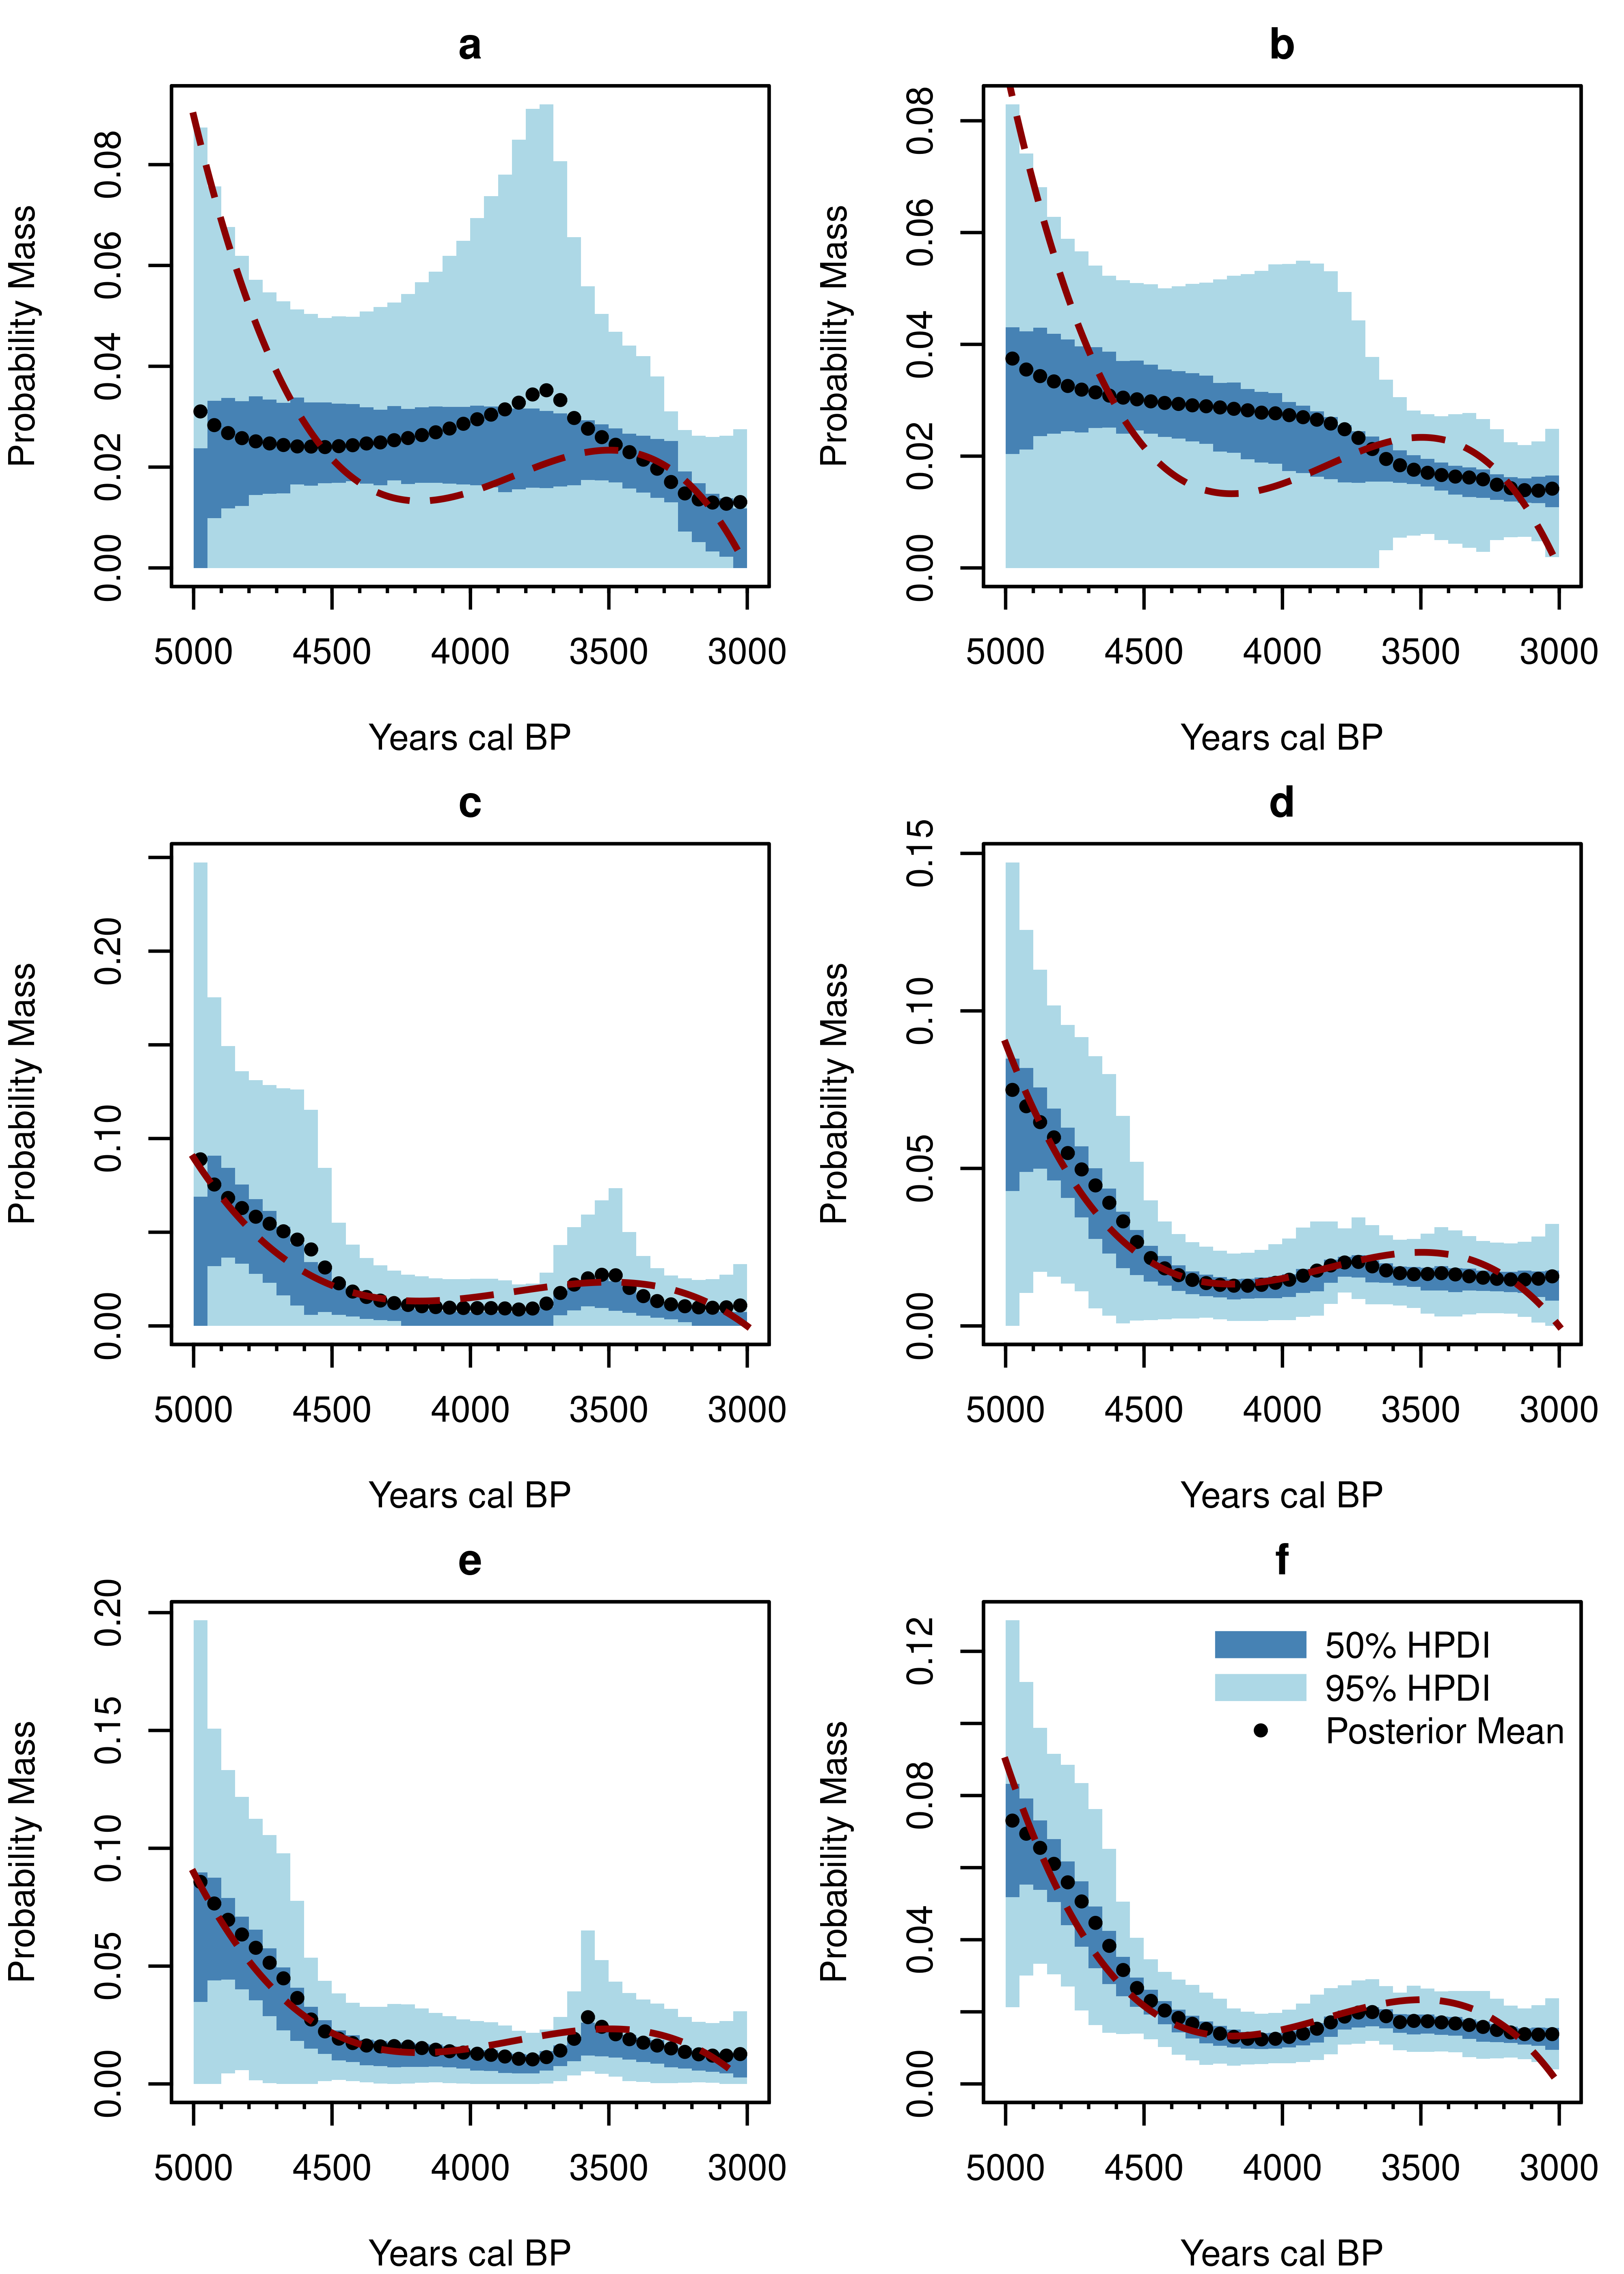 a
Probability Mass
0.00 0.02 0.04 0.06 0.08
5000 4500 4000 3500 3000
Years cal BP
b
Probability Mass
0.00 0.02 0.04 0.06 0.08
5000 4500 4000 3500 3000
Years cal BP
c
Probability Mass
0.00 0.10 0.20
5000 4500 4000 3500 3000
Years cal BP
d
Probability Mass
0.00 0.05 0.10 0.15
5000 4500 4000 3500 3000
Years cal BP
e
Probability Mass
0.00 0.05 0.10 0.15 0.20
5000 4500 4000 3500 3000
Years cal BP
f
Probability Mass
0.00 0.04 0.08 0.12
50% HPDI
95% HPDI
Posterior Mean
5000 4500 4000 3500 3000
Years cal BP